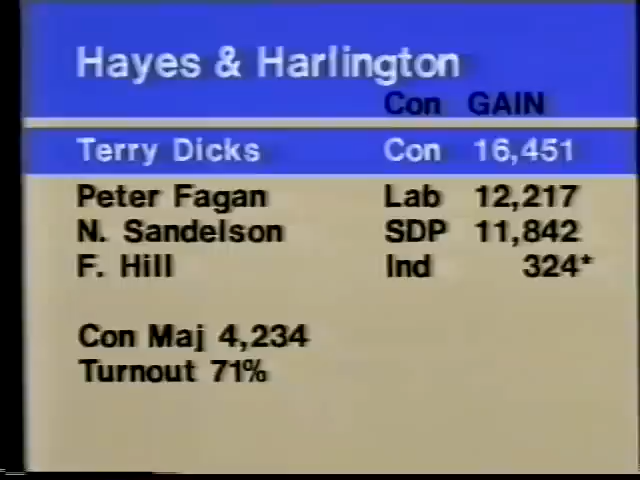 Hayes & Harlington
Con GAIN
Terry Dicks Con 16,451
Peter Fagan Lab 12,217
N. Sandelson SDP 11,842
F. Hill Ind 324*
Con Maj 4,234
Turnout 71%